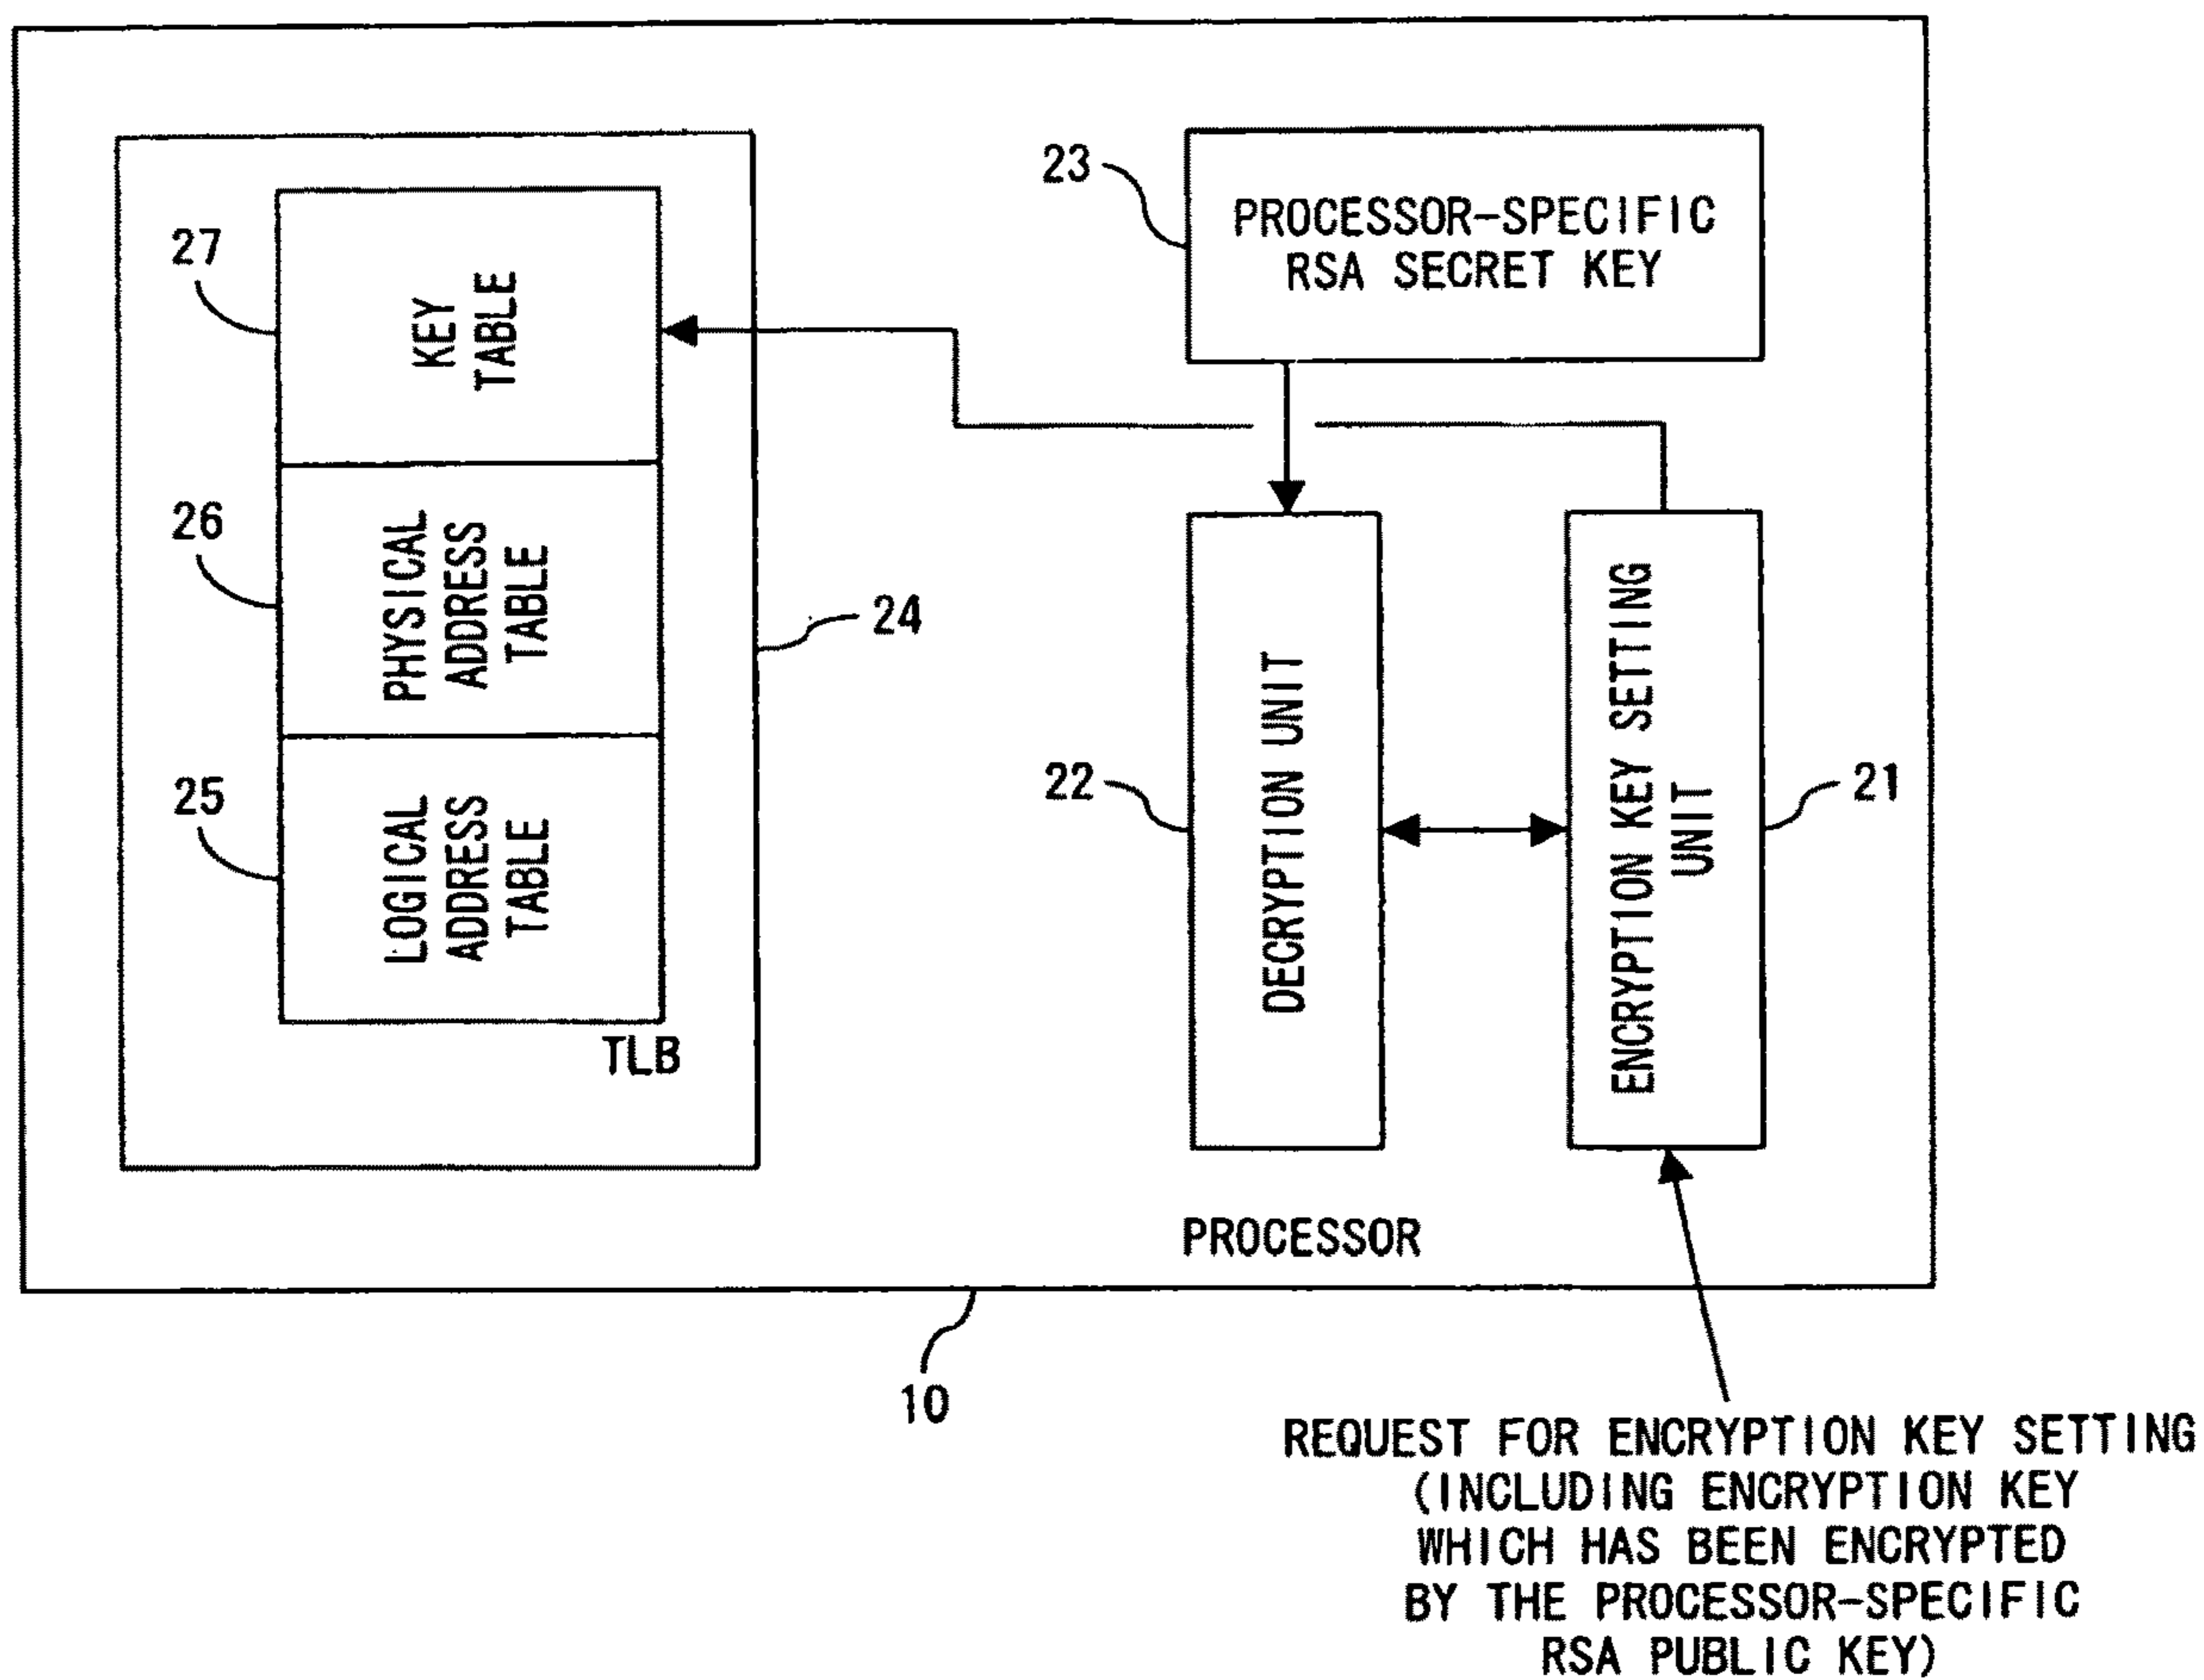 23
PROCESSOR-SPECIFIC
RSA SECRET KEY
27
KEY
TABLE
26
PHYSICAL
ADDRESS
TABLE
24
25
LOGICAL
ADDRESS
TABLE
TLB
22
DECRYPTION UNIT
ENCRYPTION KEY SETTING
UNIT
21
PROCESSOR
10
REQUEST FOR ENCRYPTION KEY SETTING
(INCLUDING ENCRYPTION KEY
WHICH HAS BEEN ENCRYPTED
BY THE PROCESSOR-SPECIFIC
RSA PUBLIC KEY)